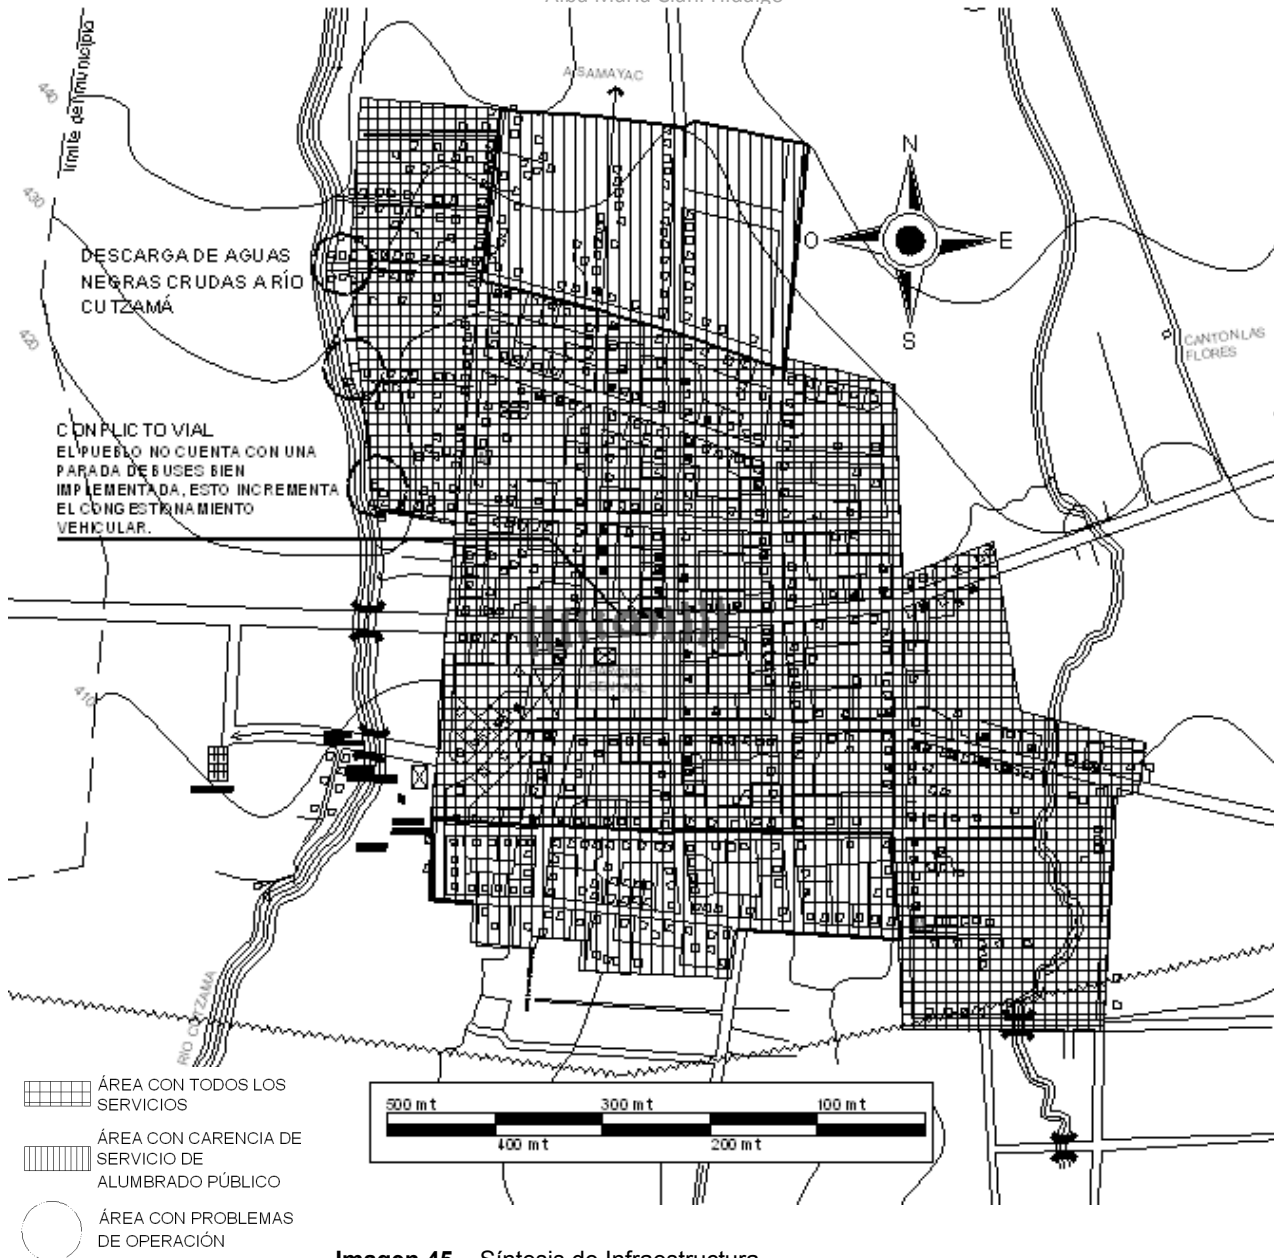 A SAMAYAC
límite del municipio
440
430
420
410
N
O
E
S
DESCARGA DE AGUAS
NEGRAS CRUDAS A RÍO
CUTZAMÁ
CANTON LAS
FLORES
CONFLICTO VIAL
EL PUEBLO NO CUENTA CON UNA
PARADA DE BUSES BIEN
IMPLEMENTADA, ESTO INCREMENTA
EL CONGESTIONAMIENTO
VEHICULAR.
CENTRAL
RIO CUTZAMA
ÁREA CON TODOS LOS
SERVICIOS
ÁREA CON CARENCIA DE
SERVICIO DE
ALUMBRADO PÚBLICO
ÁREA CON PROBLEMAS
DE OPERACIÓN
500 mt 300 mt 100 mt
400 mt 200 mt
Imagen 45 Síntesis de Infraestructura